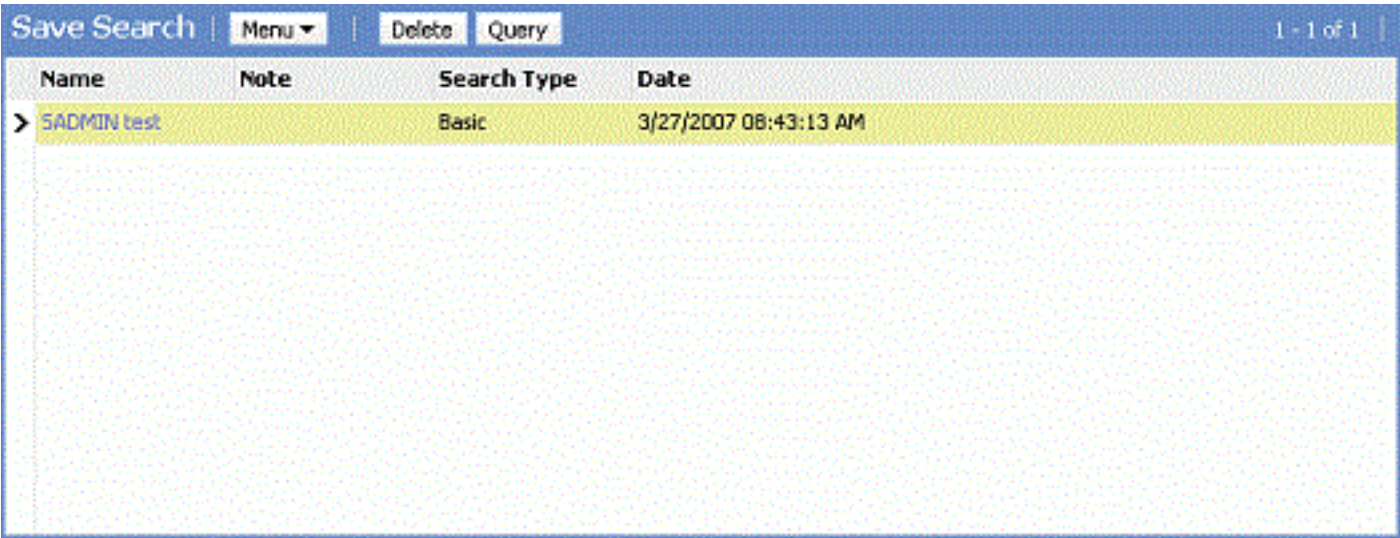 Save Search | Menu | Delete Query 1 - 1 of 1
Name Note Search Type Date
SADMIN test Basic 3/27/2007 08:43:13 AM